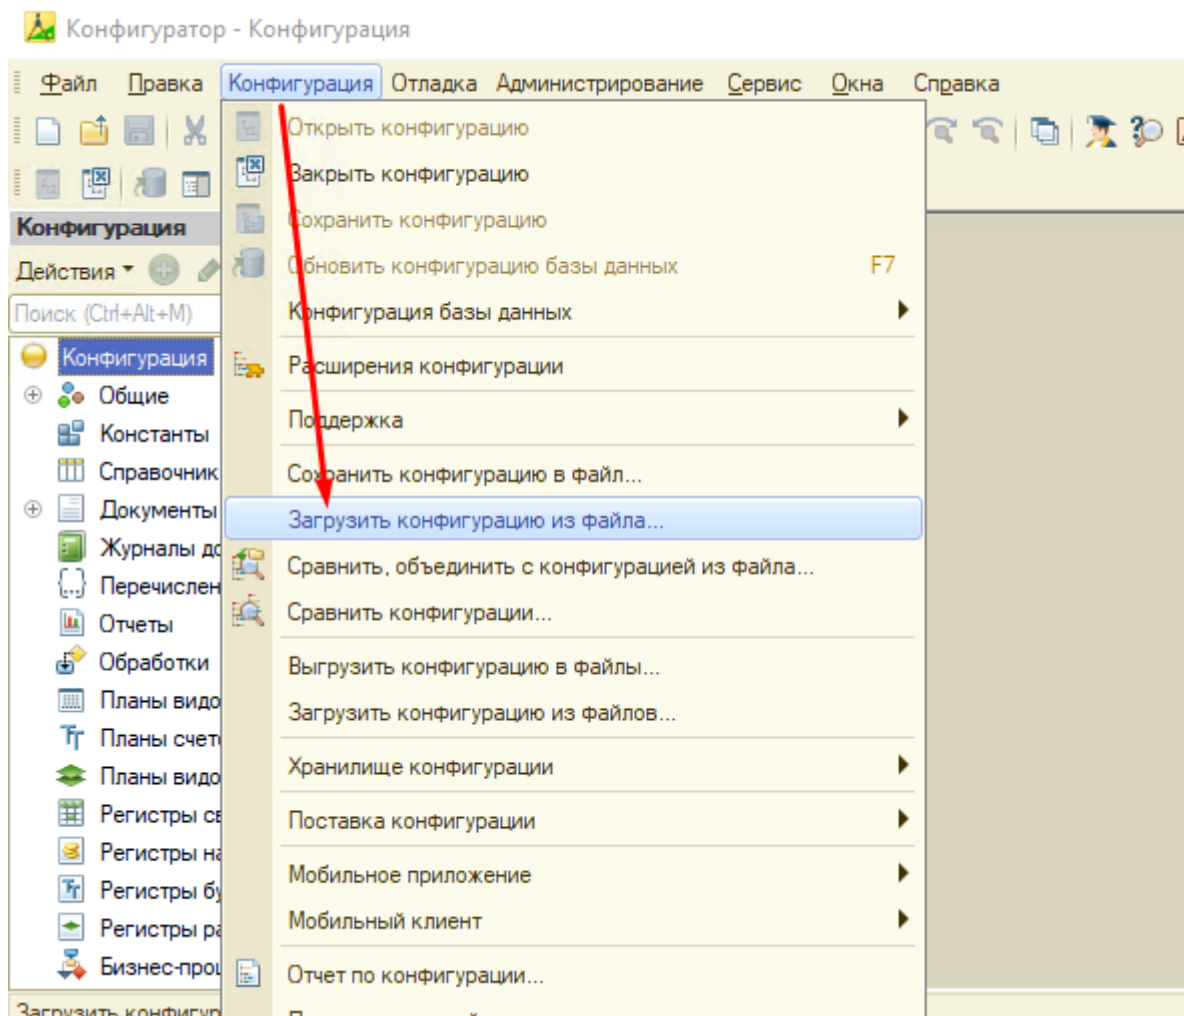 Конфигуратор - Конфигурация
Файл Правка Конфигурация Отладка Администрирование Сервис Окна Справка
Открыть конфигурацию
Закрыть конфигурацию
Сохранить конфигурацию
Обновить конфигурацию базы данных F7
Конфигурация базы данных
Расширения конфигурации
Поддержка
Сохранить конфигурацию в файл...
Загрузить конфигурацию из файла...
Сравнить, объединить с конфигурацией из файла...
Сравнить конфигурации...
Выгрузить конфигурацию в файлы...
Загрузить конфигурацию из файлов...
Хранилище конфигурации
Поставка конфигурации
Мобильное приложение
Мобильный клиент
Отчет по конфигурации...
Конфигурация
Действия
Поиск (Ctrl+Alt+M)
Конфигурация
Общие
Константы
Справочник
Документы
Журналы до
Перечислен
Отчеты
Обработки
Планы видо
Планы счет
Планы видо
Регистры св
Регистры на
Регистры бу
Регистры ра
Бизнес-проц
Загрузить конфигур